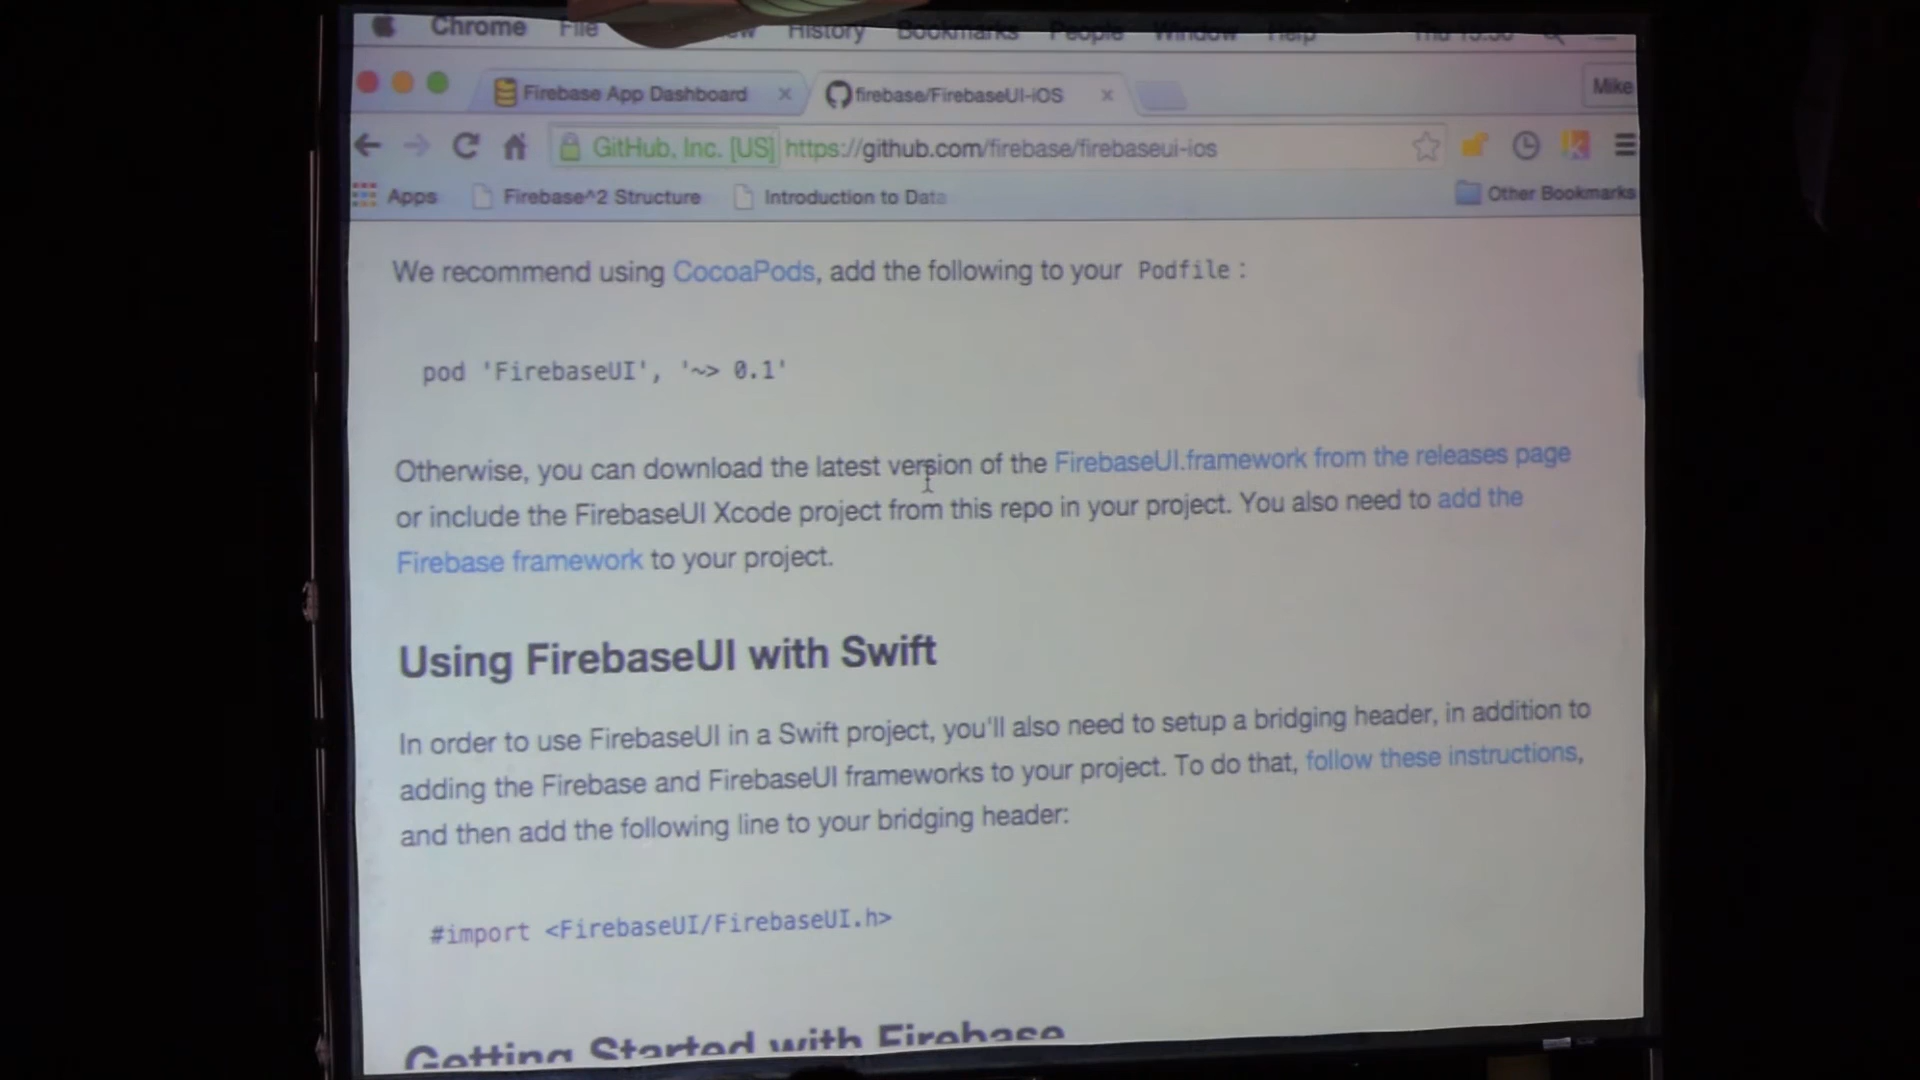 Chrome File History Bookmarks People Window Help
Firebase App Dashboard × firebase/FirebaseUI-iOS × Mike
GitHub, Inc. [US] https://github.com/firebase/firebaseui-ios
Apps Firebase^2 Structure Introduction to Data Other Bookmarks
We recommend using CocoaPods, add the following to your Podfile :
pod 'FirebaseUI', '~> 0.1'
Otherwise, you can download the latest version of the FirebaseUI.framework from the releases page
or include the FirebaseUI Xcode project from this repo in your project. You also need to add the
Firebase framework to your project.
Using FirebaseUI with Swift
In order to use FirebaseUI in a Swift project, you'll also need to setup a bridging header, in addition to
adding the Firebase and FirebaseUI frameworks to your project. To do that, follow these instructions,
and then add the following line to your bridging header:
#import <FirebaseUI/FirebaseUI.h>
Getting Started with Firebase